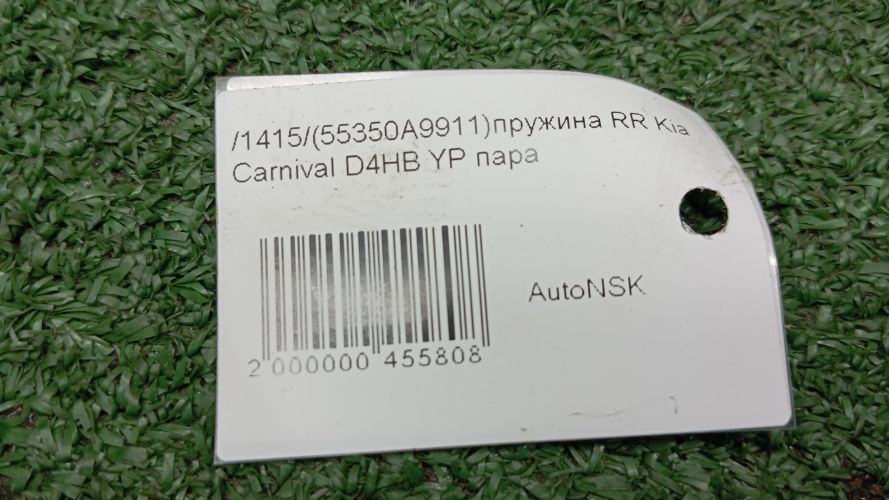 /1415/(55350A9911)пружина RR Kia
Carnival D4HB YP пара
AutoNSK
2 000000 455808